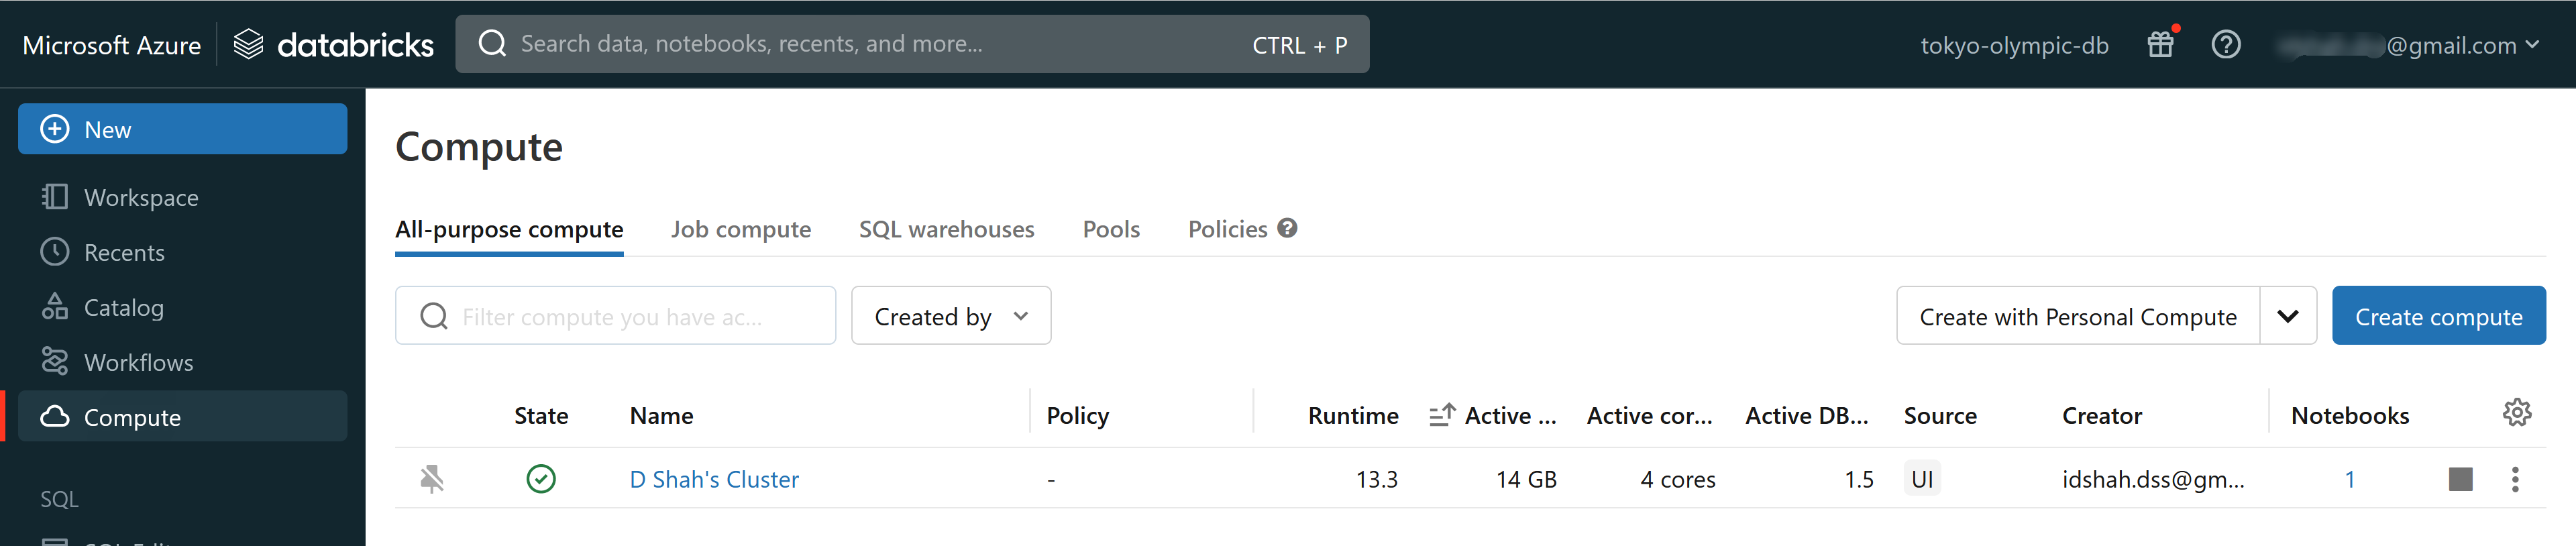 Microsoft Azure databricks Search data, notebooks, recents, and more... CTRL + P tokyo-olympic-db @gmail.com
New
Workspace
Recents
Catalog
Workflows
Compute
SQL
Compute
All-purpose compute Job compute SQL warehouses Pools Policies
Filter compute you have ac... Created by Create with Personal Compute Create compute
State Name Policy Runtime Active ... Active cor... Active DB... Source Creator Notebooks
D Shah's Cluster - 13.3 14 GB 4 cores 1.5 UI idshah.dss@gm... 1